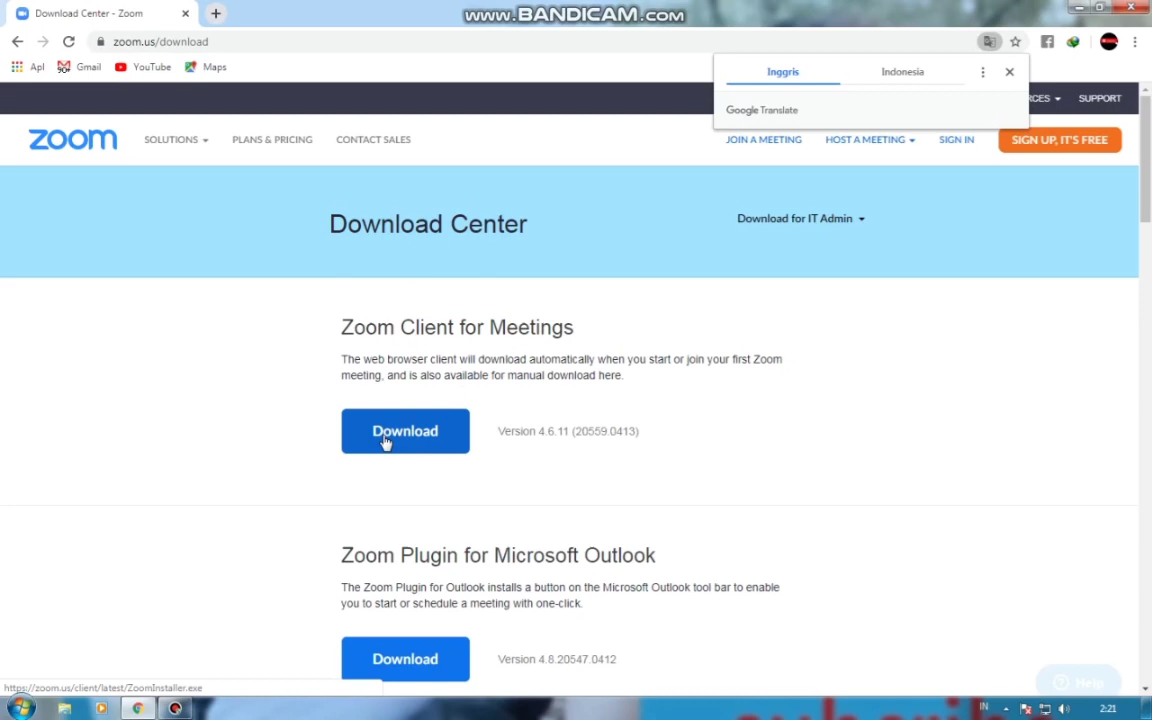 Download Center - Zoom
www.BANDICAM.com
zoom.us/download
Apl
Gmail
YouTube
Maps
Inggris
Indonesia
Google Translate
RCES
SUPPORT
zoom
SOLUTIONS
PLANS & PRICING
CONTACT SALES
JOIN A MEETING
HOST A MEETING
SIGN IN
SIGN UP, IT'S FREE
Download Center
Download for IT Admin
Zoom Client for Meetings
The web browser client will download automatically when you start or join your first Zoom
meeting, and is also available for manual download here.
Download
Version 4.6.11 (20559.0413)
Zoom Plugin for Microsoft Outlook
The Zoom Plugin for Outlook installs a button on the Microsoft Outlook tool bar to enable
you to start or schedule a meeting with one-click.
Download
Version 4.8.20547.0412
Help
https://zoom.us/client/latest/ZoomInstaller.exe
IN
2:21